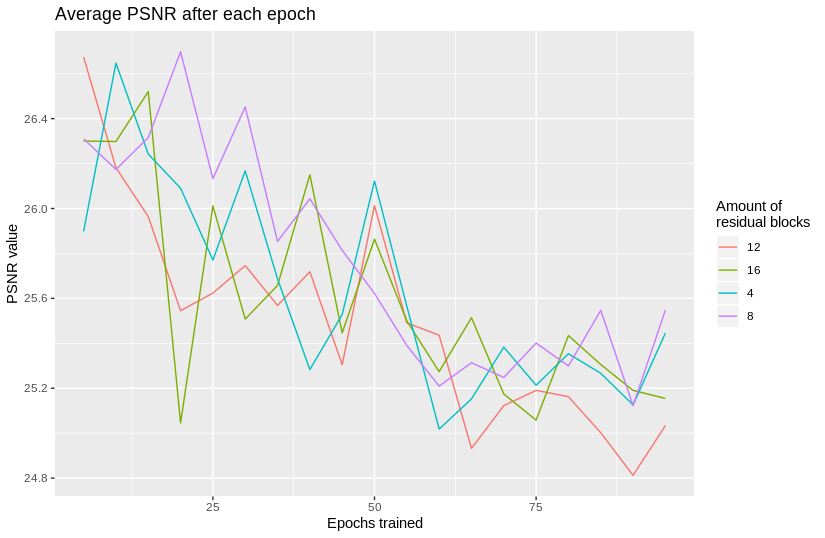 Average PSNR after each epoch
PSNR value
26.4
26.0
25.6
25.2
24.8
25
50
75
Epochs trained
Amount of
residual blocks
12
16
4
8